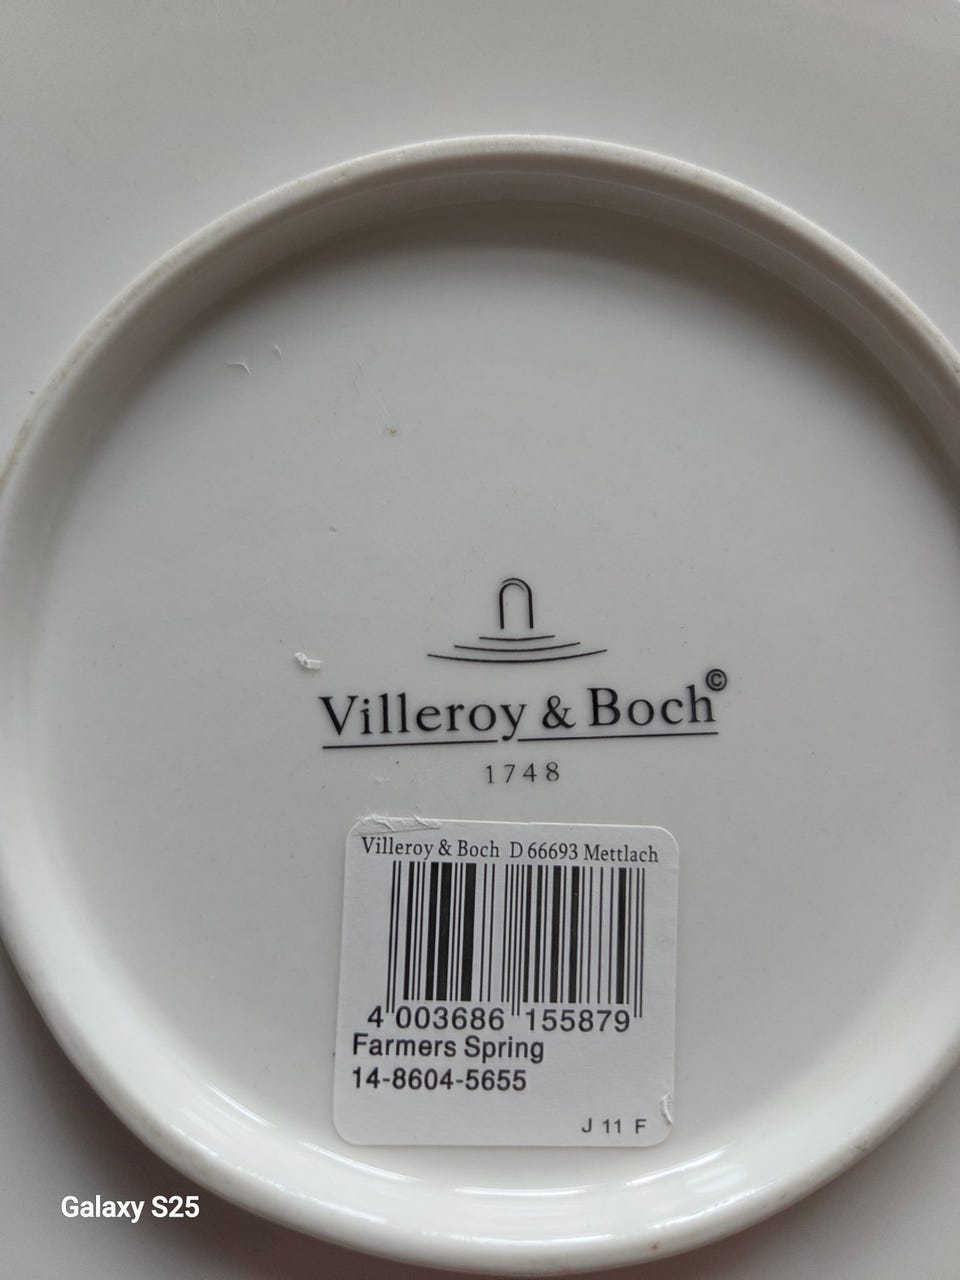 Villeroy & Boch©
1748
Villeroy & Boch D 66693 Mettlach
4 003686 155879
Farmers Spring
14-8604-5655
J 11 F
Galaxy S25